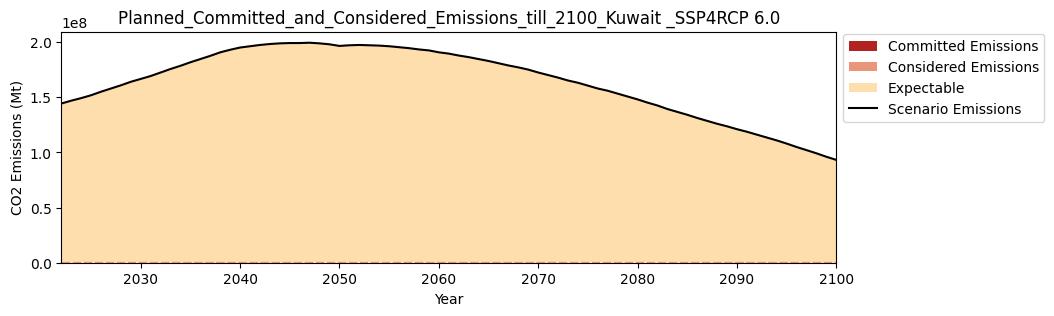 Planned_Committed_and_Considered_Emissions_till_2100_Kuwait _SSP4RCP 6.0
1e8
2.0
1.5
1.0
0.5
0.0
CO2 Emissions (Mt)
2030 2040 2050 2060 2070 2080 2090 2100
Year
Committed Emissions
Considered Emissions
Expectable
Scenario Emissions